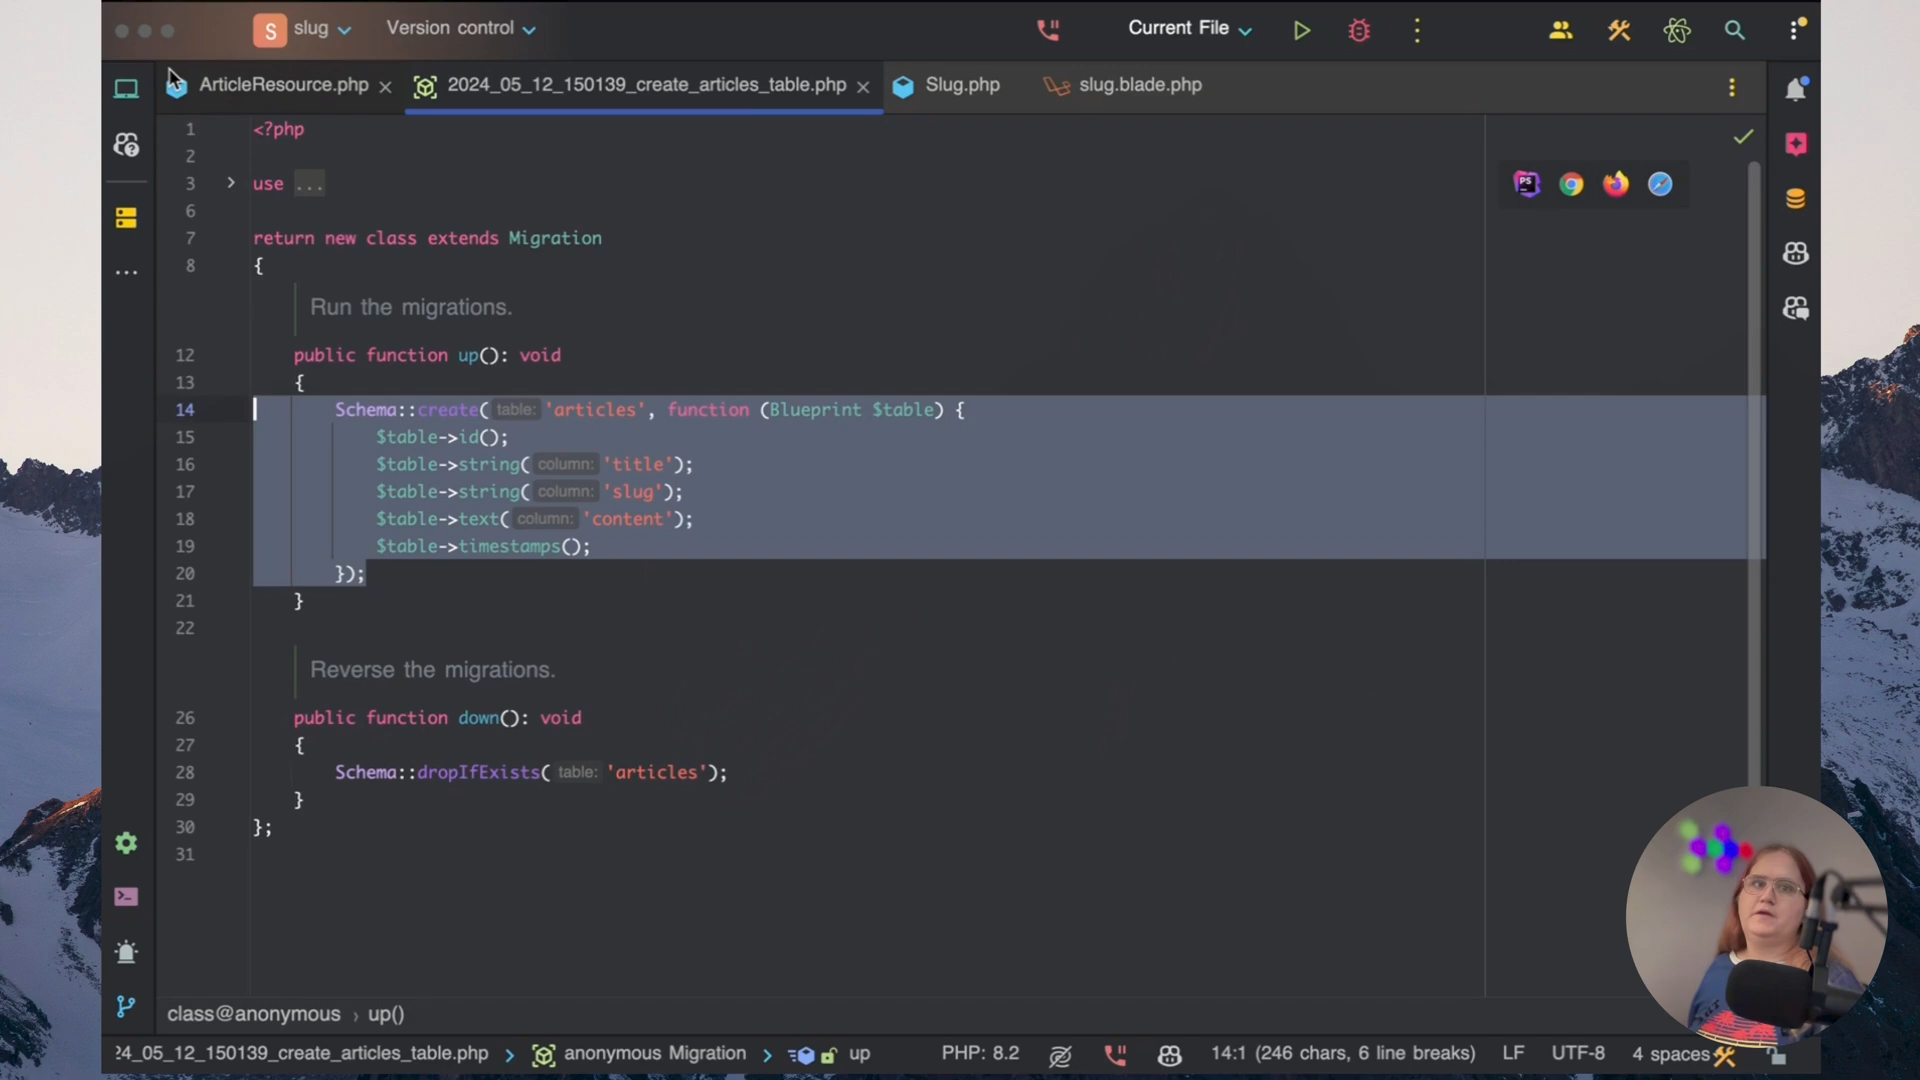 S slug Version control Current File
ArticleResource.php 2024_05_12_150139_create_articles_table.php Slug.php slug.blade.php
1 <?php
2
3 use ...
6
7 return new class extends Migration
8 {
Run the migrations.
12 public function up(): void
13 {
14 Schema::create( table: 'articles', function (Blueprint $table) {
15 $table->id();
16 $table->string( column: 'title');
17 $table->string( column: 'slug');
18 $table->text( column: 'content');
19 $table->timestamps();
20 });
21 }
22
Reverse the migrations.
26 public function down(): void
27 {
28 Schema::dropIfExists( table: 'articles');
29 }
30 };
31
PS
class@anonymous › up()
24_05_12_150139_create_articles_table.php anonymous Migration up PHP: 8.2 14:1 (246 chars, 6 line breaks) LF UTF-8 4 spaces